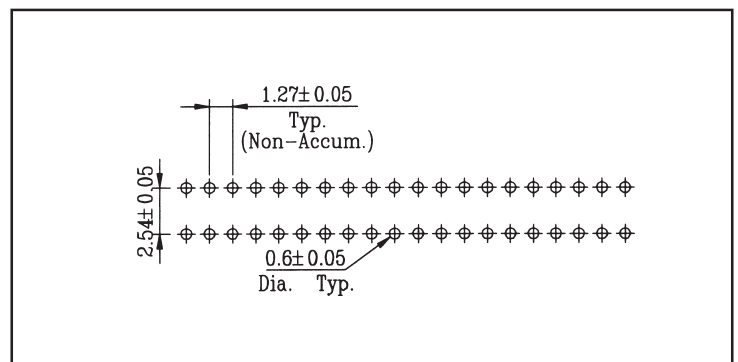 1.27±0.05
Typ.
(Non-Accum.)
2.54±0.05
0.6±0.05
Dia. Typ.